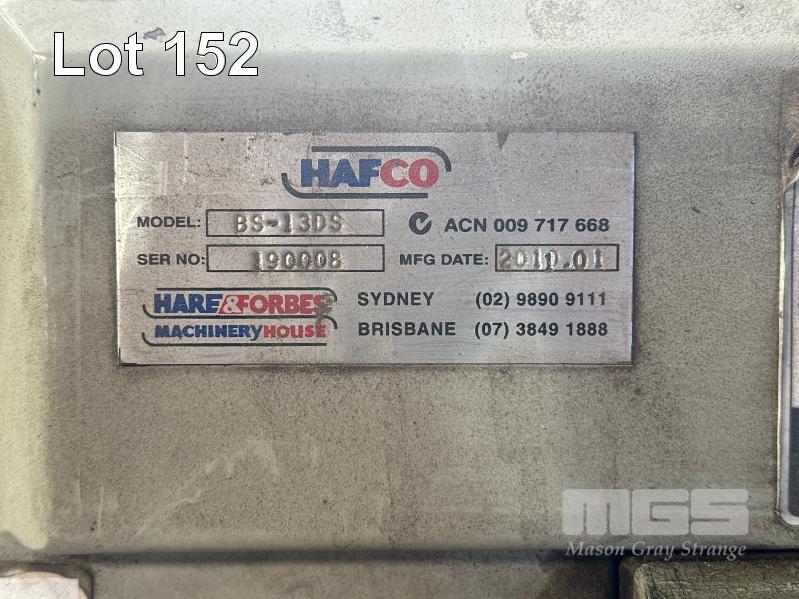 Lot 152
HAFCO
MODEL: BS-13DS ACN 009 717 668
SER NO: 190008 MFG DATE: 2011.01
HARE&FORBES SYDNEY (02) 9890 9111
MACHINERYHOUSE BRISBANE (07) 3849 1888
MGS
Mason Gray Strange